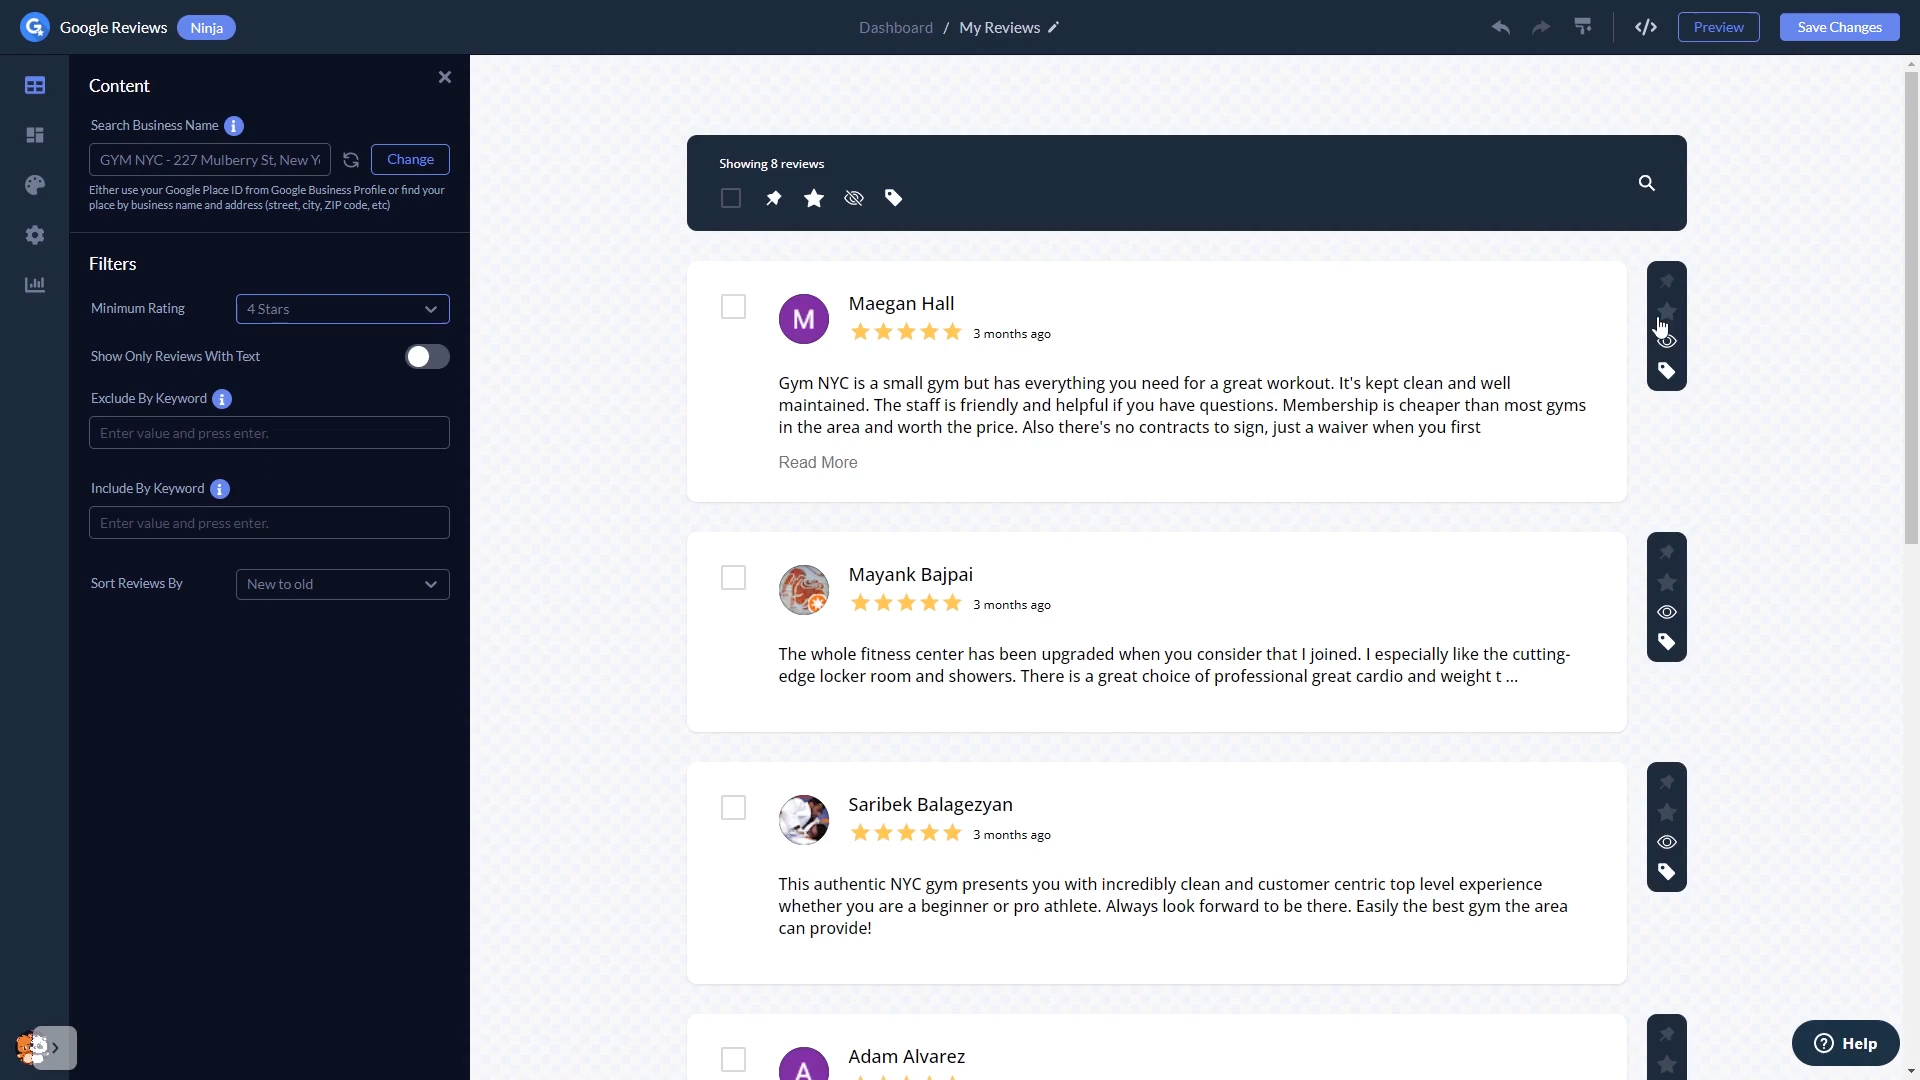 Google Reviews Ninja
Dashboard / My Reviews
Preview
Save Changes
Content
Search Business Name
GYM NYC - 227 Mulberry St, New Y
Change
Either use your Google Place ID from Google Business Profile or find your
place by business name and address (street, city, ZIP code, etc)
Filters
Minimum Rating
4 Stars
Show Only Reviews With Text
Exclude By Keyword
Enter value and press enter.
Include By Keyword
Enter value and press enter.
Sort Reviews By
New to old
Showing 8 reviews
M
Maegan Hall
3 months ago
Gym NYC is a small gym but has everything you need for a great workout. It's kept clean and well
maintained. The staff is friendly and helpful if you have questions. Membership is cheaper than most gyms
in the area and worth the price. Also there's no contracts to sign, just a waiver when you first
Read More
Mayank Bajpai
3 months ago
The whole fitness center has been upgraded when you consider that I joined. I especially like the cutting-
edge locker room and showers. There is a great choice of professional great cardio and weight t ...
Saribek Balagezyan
3 months ago
This authentic NYC gym presents you with incredibly clean and customer centric top level experience
whether you are a beginner or pro athlete. Always look forward to be there. Easily the best gym the area
can provide!
A
Adam Alvarez
Help